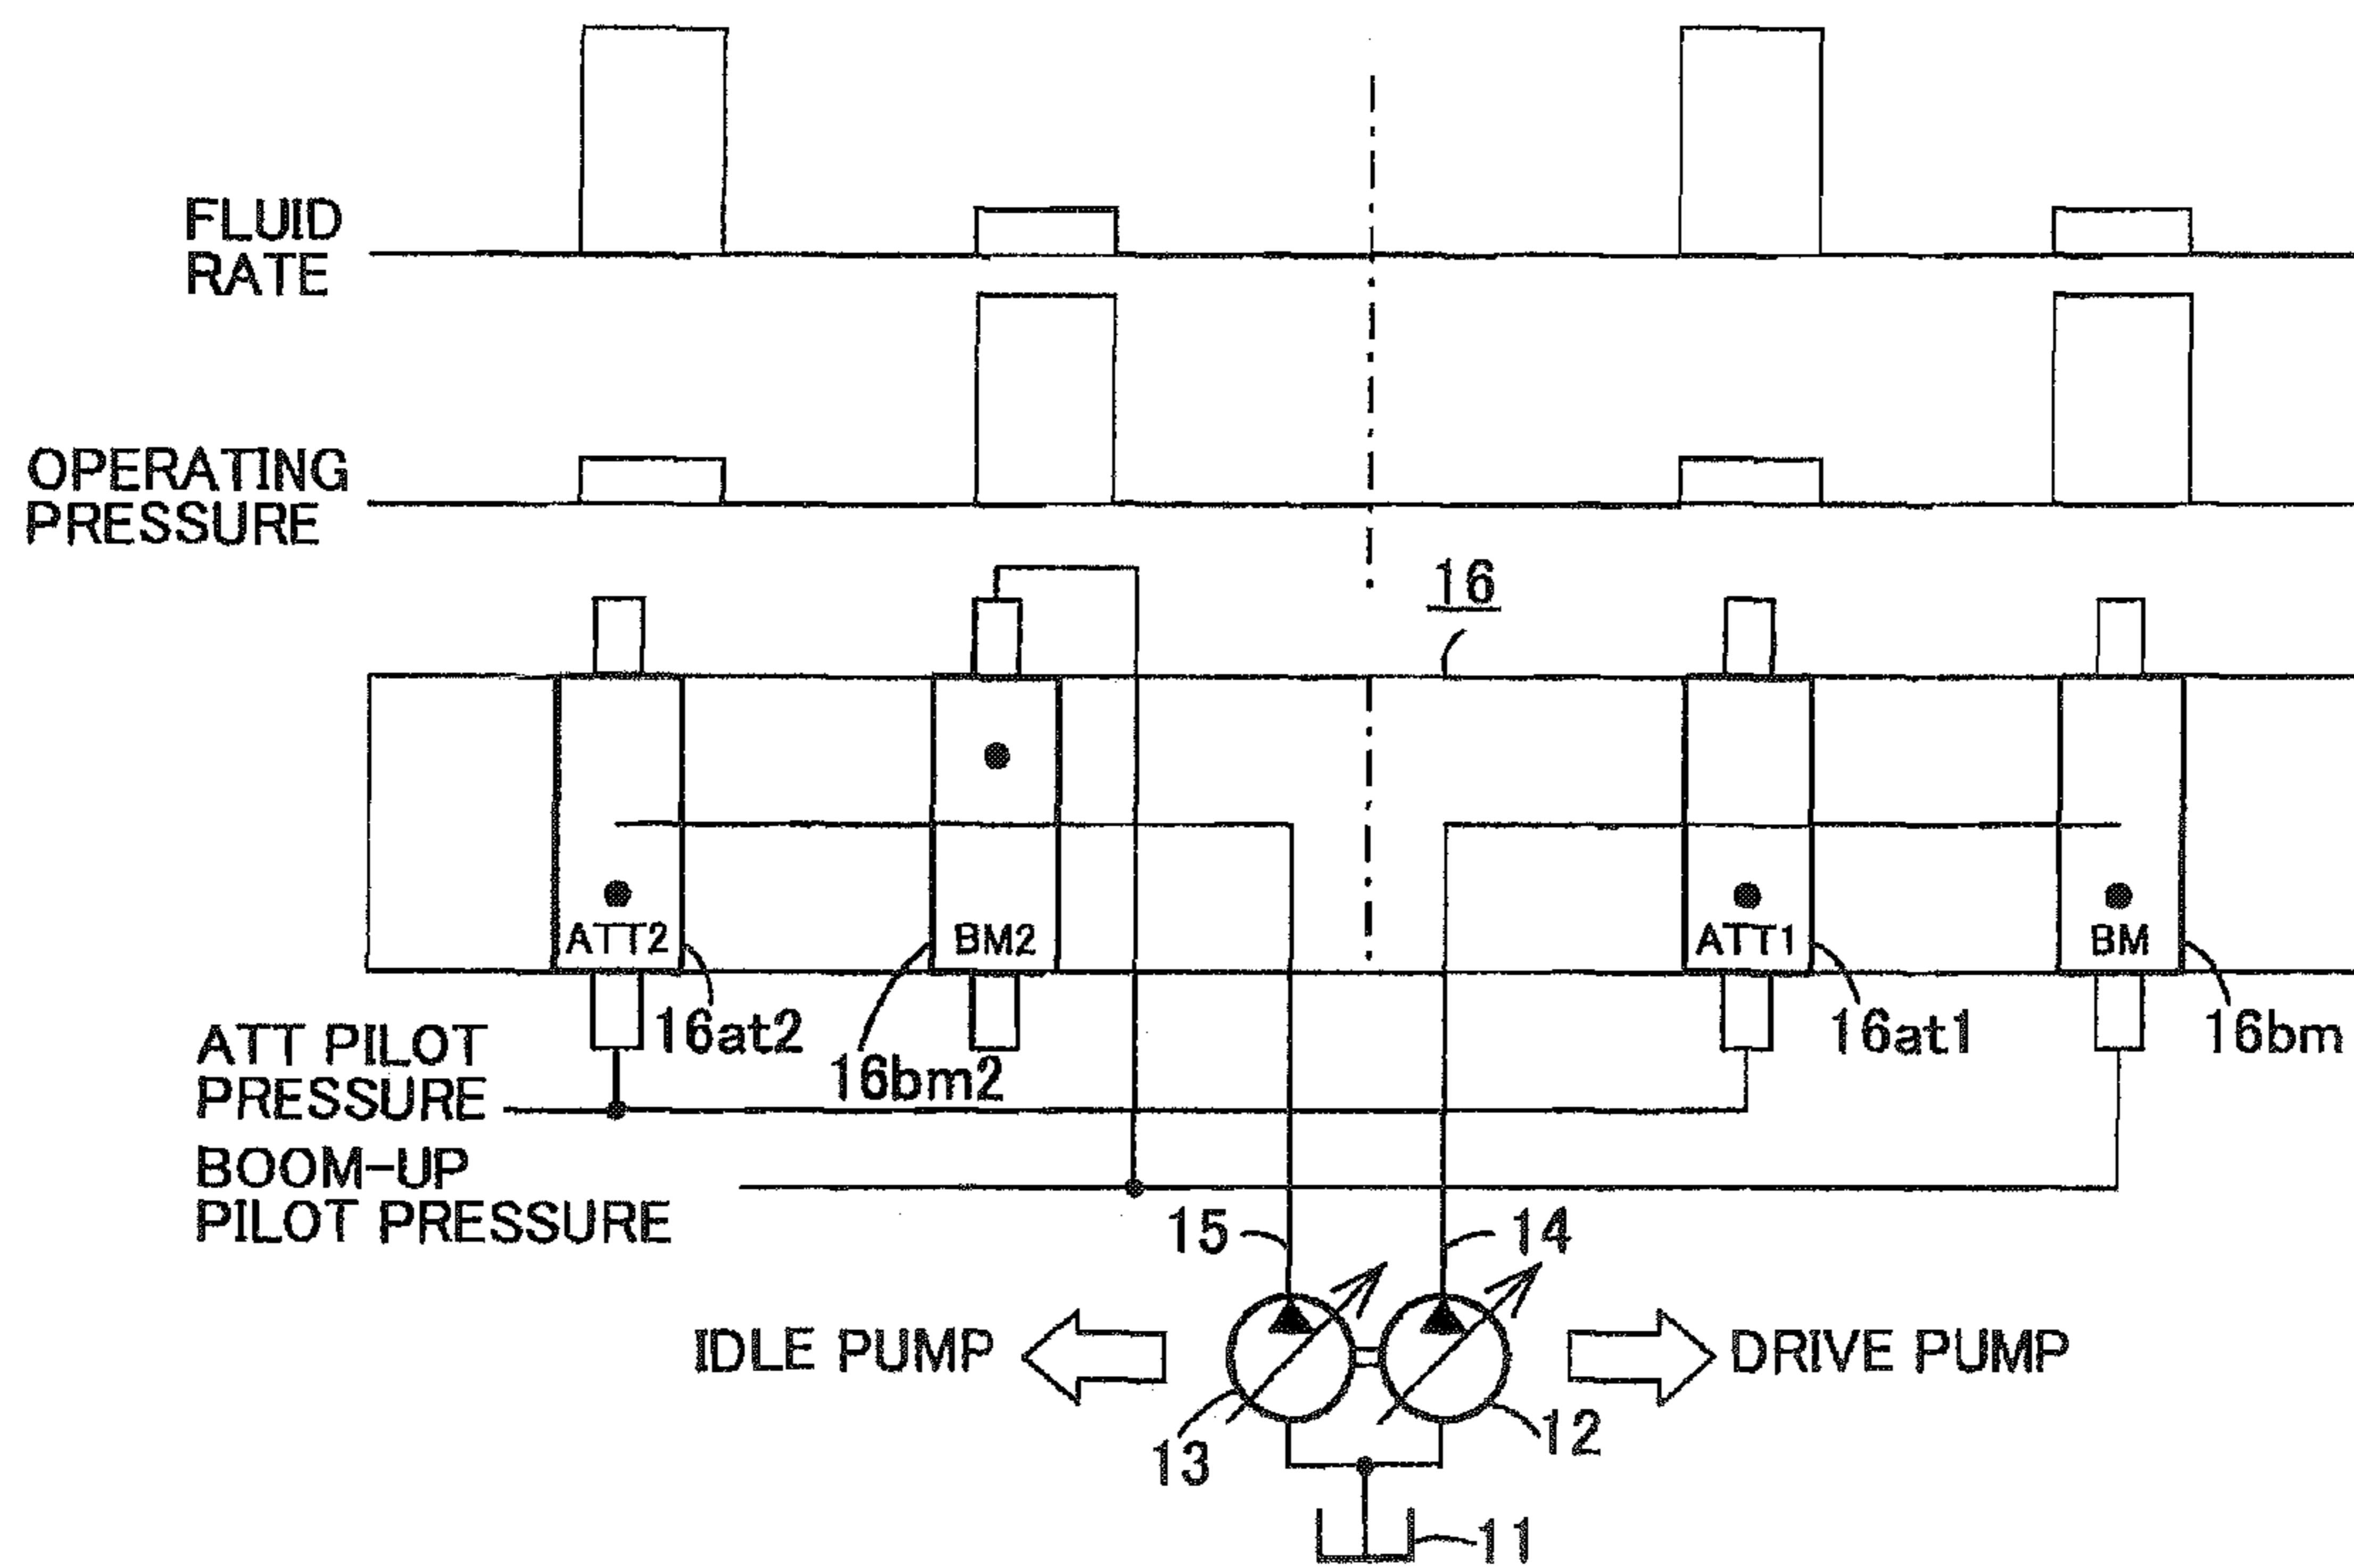 FLUID
RATE
OPERATING
PRESSURE
16
ATT2
BM2
ATT1
BM
16at2
16bm2
16at1
16bm
ATT PILOT
PRESSURE
BOOM-UP
PILOT PRESSURE
15
14
IDLE PUMP
DRIVE PUMP
13
12
11